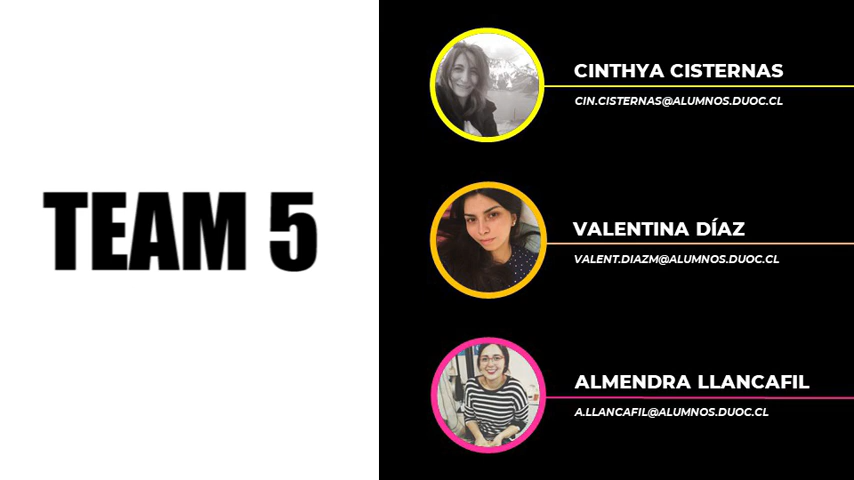 TEAM 5
CINTHYA CISTERNAS
CIN.CISTERNAS@ALUMNOS.DUOC.CL
VALENTINA DÍAZ
VALENT.DIAZM@ALUMNOS.DUOC.CL
ALMENDRA LLANCAFIL
A.LLANCAFIL@ALUMNOS.DUOC.CL